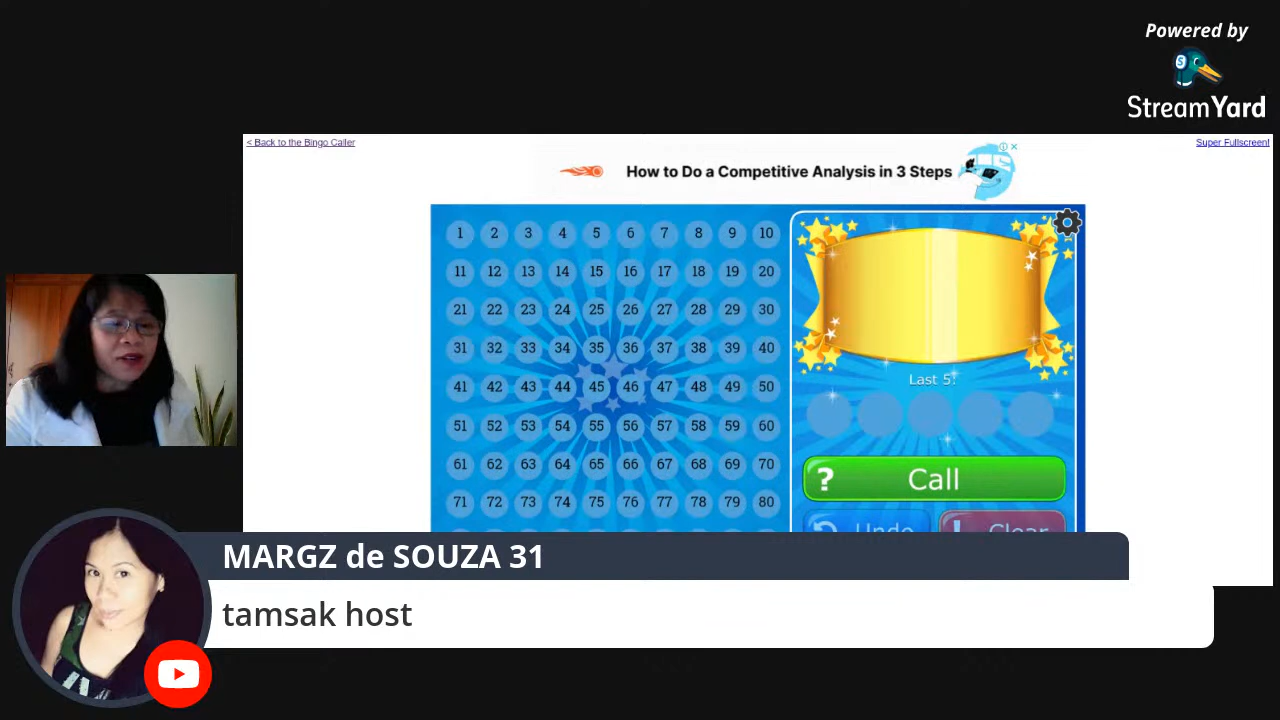 Powered by
StreamYard
< Back to the Bingo Caller
Super Fullscreen!
How to Do a Competitive Analysis in 3 Steps
1 2 3 4 5 6 7 8 9 10
11 12 13 14 15 16 17 18 19 20
21 22 23 24 25 26 27 28 29 30
31 32 33 34 35 36 37 38 39 40
41 42 43 44 45 46 47 48 49 50
51 52 53 54 55 56 57 58 59 60
61 62 63 64 65 66 67 68 69 70
71 72 73 74 75 76 77 78 79 80
Last 5:
? Call
Undo ! Clear
MARGZ de SOUZA 31
tamsak host